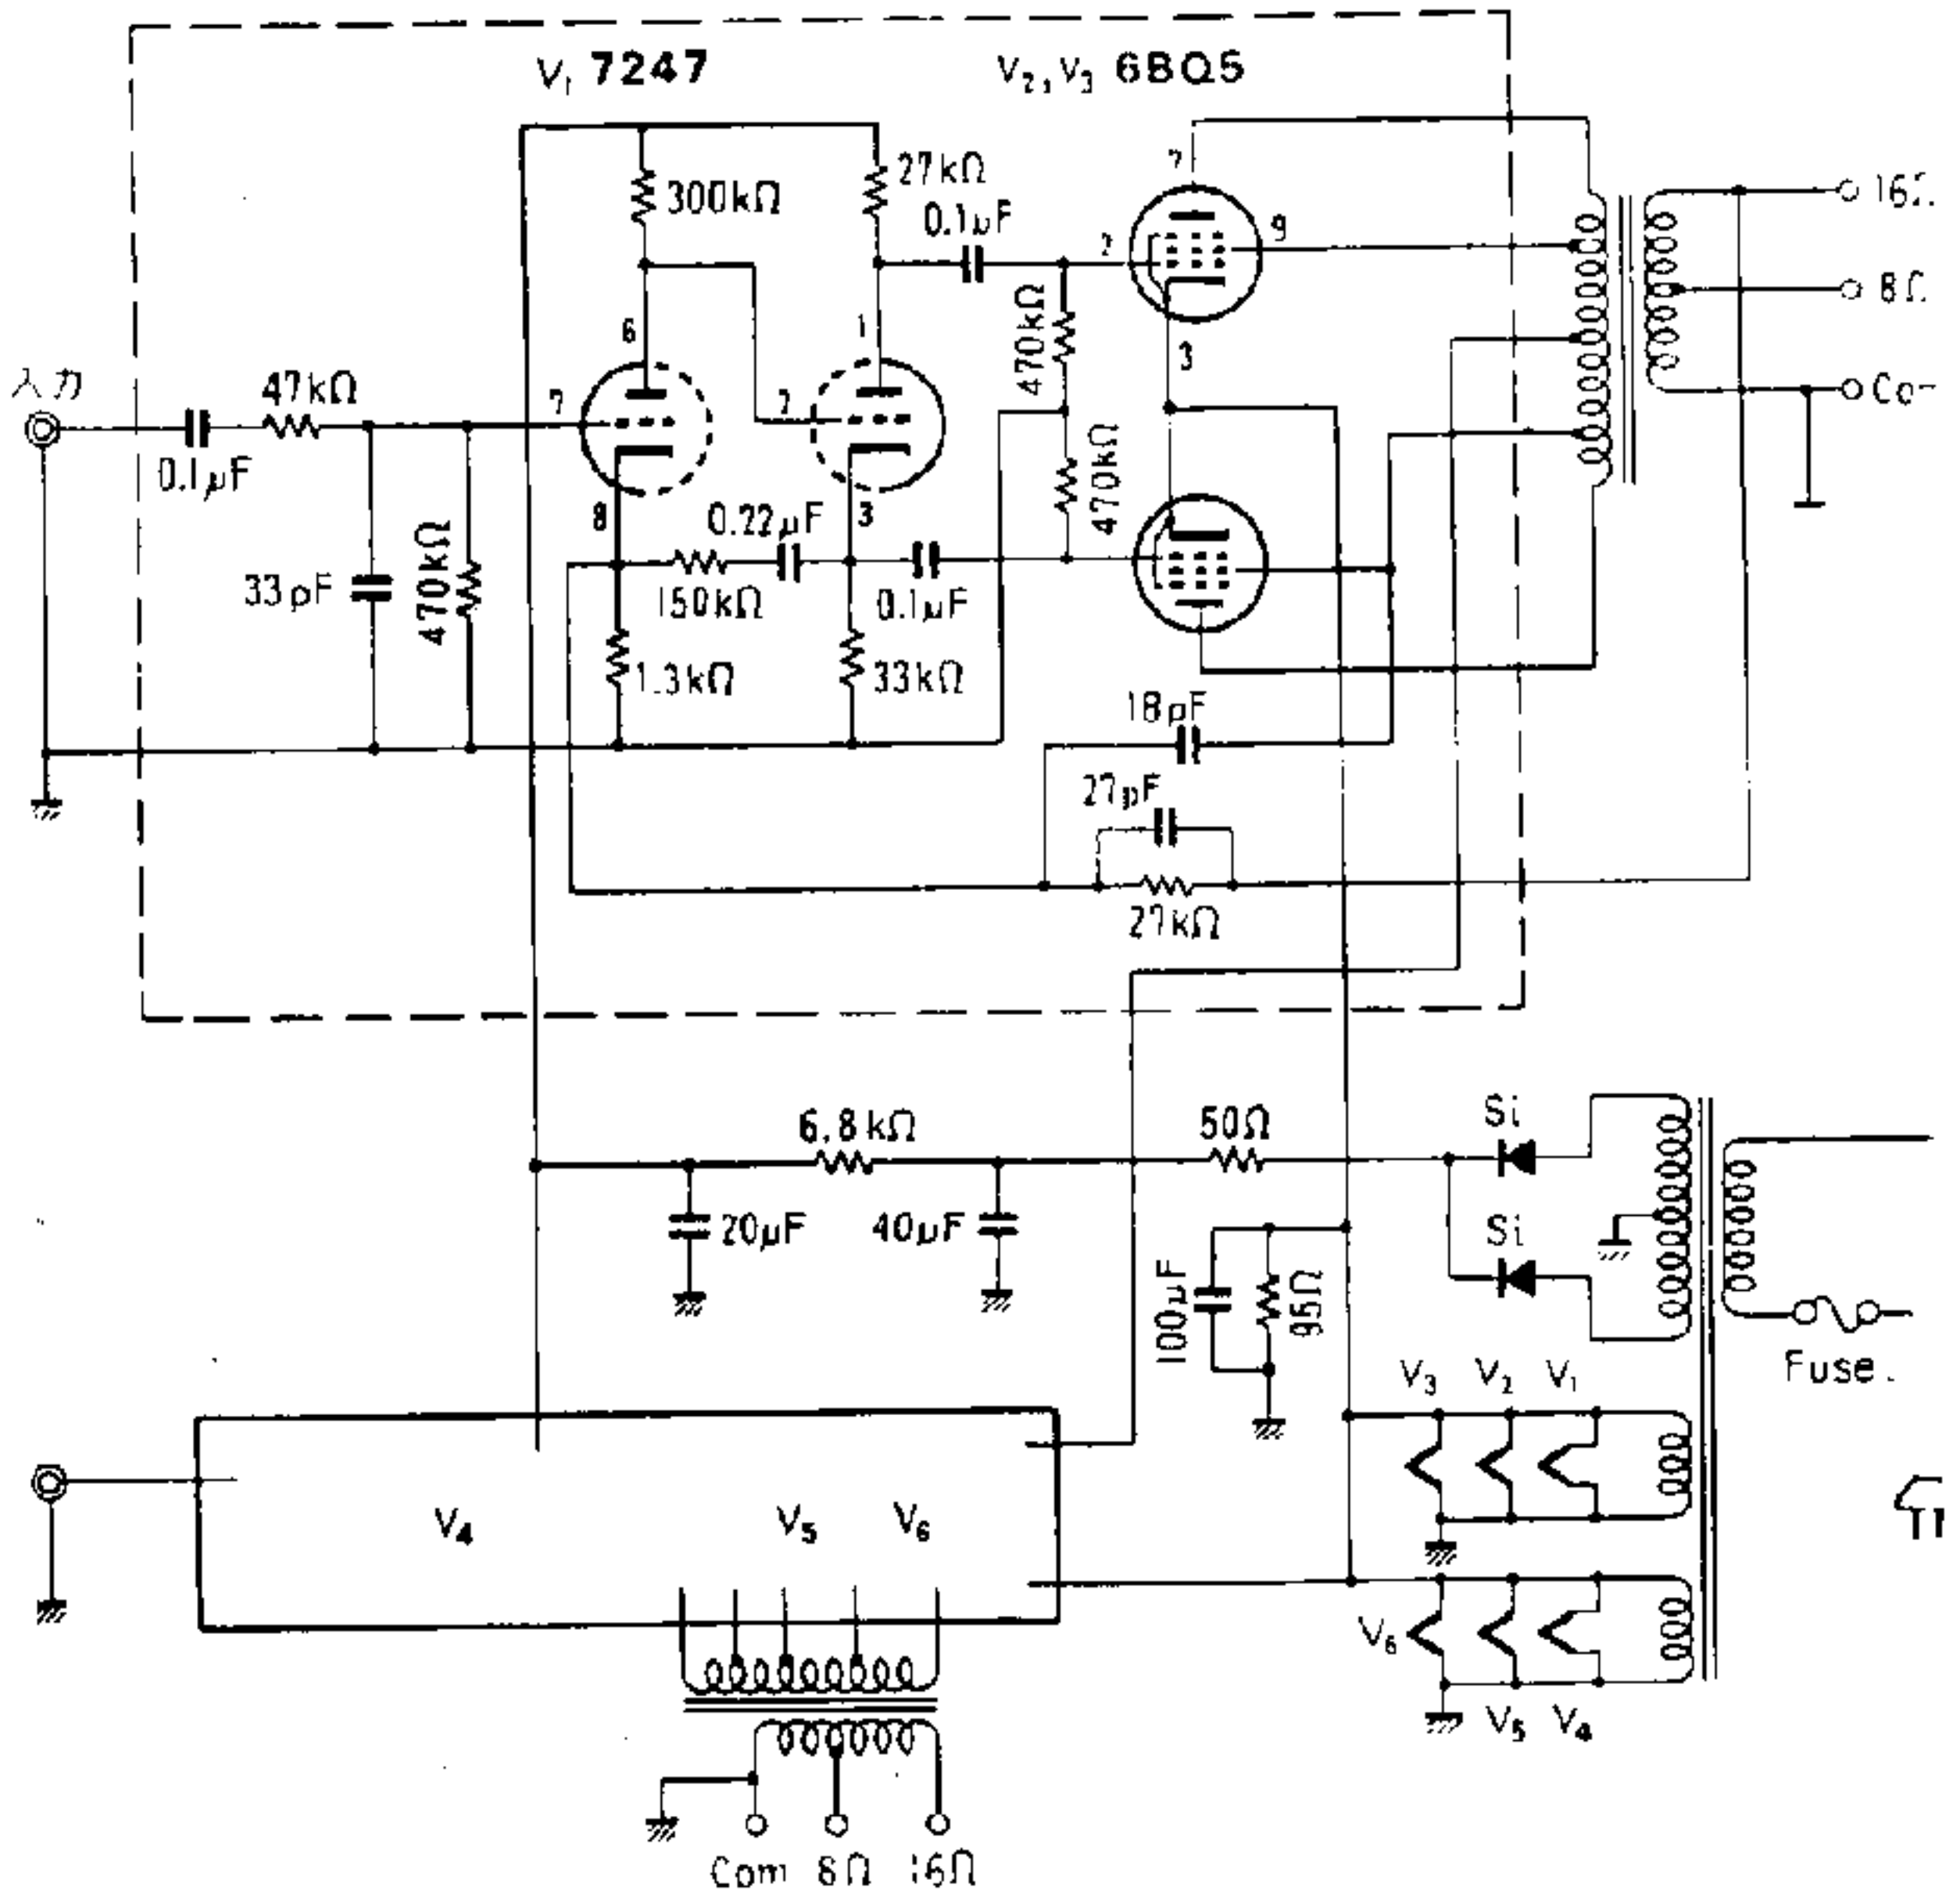 V₁ 7247
V₂, V₃ 6BQ5
300kΩ
27kΩ
0.1μF
7
9
2
16Ω
8Ω
入力
47kΩ
0.1μF
7
6
2
1
470kΩ
3
33pF
470kΩ
8
0.22μF
3
470kΩ
150kΩ
0.1μF
1.3kΩ
33kΩ
18pF
27pF
27kΩ
6.8kΩ
50Ω
Si
20μF
40μF
Si
100μF
95Ω
Fuse.
V₃
V₂
V₁
V₄
V₅
V₆
V₆
V₅
V₄
Com 8Ω 16Ω